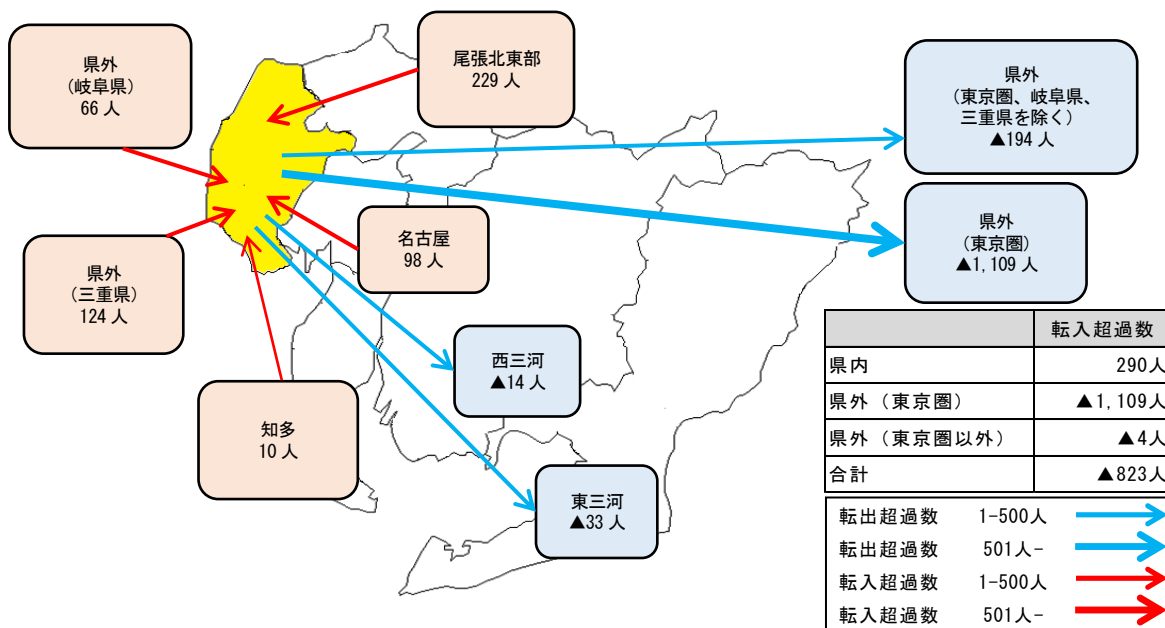 県外
(岐阜県)
66 人
尾張北東部
229 人
県外
(東京圏、岐阜県、
三重県を除く)
▲194 人
県外
(東京圏)
▲1,109 人
名古屋
98 人
県外
(三重県)
124 人
西三河
▲14 人
知多
10 人
東三河
▲33 人
転入超過数
県内 290人
県外（東京圏） ▲1,109人
県外（東京圏以外） ▲4人
合計 ▲823人
転出超過数 1-500人
転出超過数 501人-
転入超過数 1-500人
転入超過数 501人-